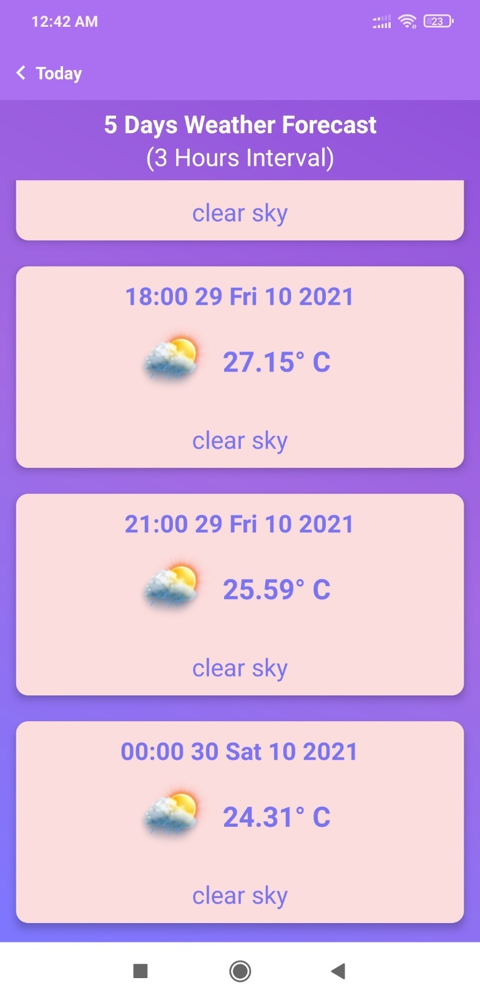 12:42 AM 23
Today
5 Days Weather Forecast
(3 Hours Interval)
clear sky
18:00 29 Fri 10 2021
27.15° C
clear sky
21:00 29 Fri 10 2021
25.59° C
clear sky
00:00 30 Sat 10 2021
24.31° C
clear sky